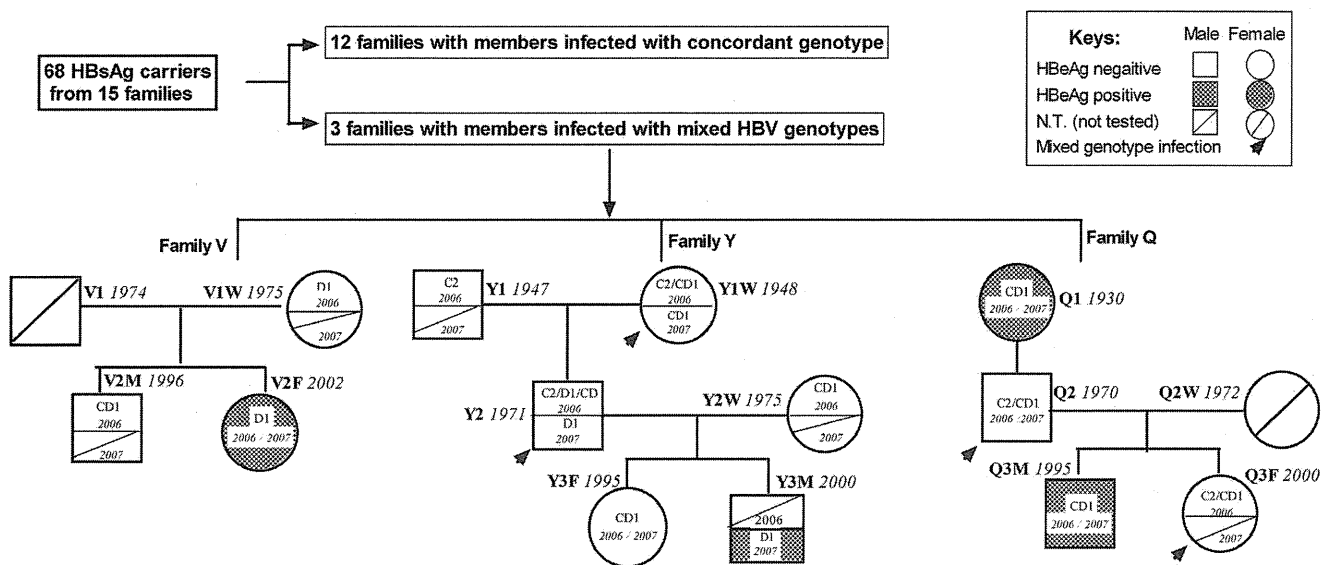 12 families with members infected with concordant genotype
68 HBsAg carriers
from 15 families
3 families with members infected with mixed HBV genotypes
Keys: Male Female
HBeAg negaitive
HBeAg positive
N.T. (not tested)
Mixed genotype infection
Family V
Family Y
Family Q
V1 1974
V1W 1975
D1
2006
2007
C2
2006
2007
Y1 1947
C2/CD1
2006
CD1
2007
Y1W 1948
CD1
2006 / 2007
Q1 1930
V2M 1996
CD1
2006
2007
V2F 2002
D1
2006 / 2007
Y2 1971
C2/D1/CD
2006
D1
2007
Y2W 1975
CD1
2006
2007
C2/CD1
2006 :2007
Q2 1970
Q2W 1972
Y3F 1995
CD1
2006 / 2007
Y3M 2000
2006
D1
2007
Q3M 1995
CD1
2006 / 2007
Q3F 2000
C2/CD1
2006
2007